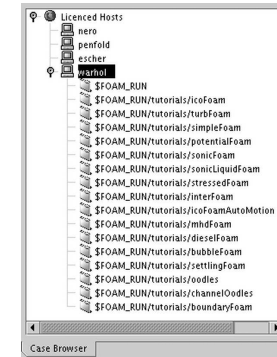 Licenced Hosts
nero
penfold
escher
warhol
$FOAM_RUN
$FOAM_RUN/tutorials/icoFoam
$FOAM_RUN/tutorials/turbFoam
$FOAM_RUN/tutorials/simpleFoam
$FOAM_RUN/tutorials/potentialFoam
$FOAM_RUN/tutorials/sonicFoam
$FOAM_RUN/tutorials/sonicLiquidFoam
$FOAM_RUN/tutorials/stressedFoam
$FOAM_RUN/tutorials/interFoam
$FOAM_RUN/tutorials/icoFoamAutoMotion
$FOAM_RUN/tutorials/mhdFoam
$FOAM_RUN/tutorials/dieselFoam
$FOAM_RUN/tutorials/bubbleFoam
$FOAM_RUN/tutorials/settlingFoam
$FOAM_RUN/tutorials/oodles
$FOAM_RUN/tutorials/channelOodles
$FOAM_RUN/tutorials/boundaryFoam
Case Browser